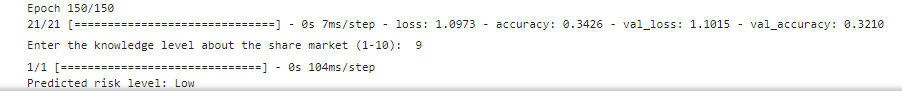 Epoch 150/150
21/21 [==============================] - 0s 7ms/step - loss: 1.0973 - accuracy: 0.3426 - val_loss: 1.1015 - val_accuracy: 0.3210
Enter the knowledge level about the share market (1-10): 9
1/1 [==============================] - 0s 104ms/step
Predicted risk level: Low